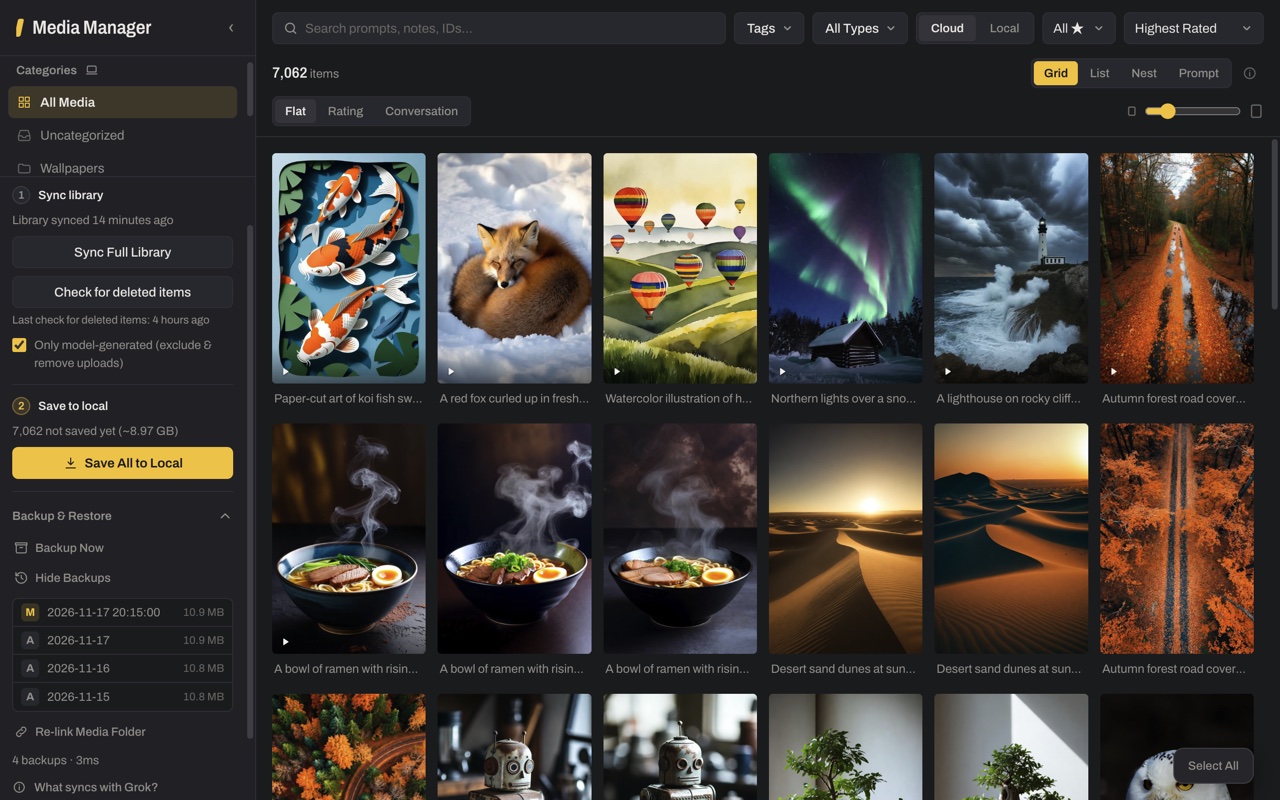 Media Manager
Categories
All Media
Uncategorized
Wallpapers
1 Sync library
Library synced 14 minutes ago
Sync Full Library
Check for deleted items
Last check for deleted items: 4 hours ago
Only model-generated (exclude &
remove uploads)
2 Save to local
7,062 not saved yet (~8.97 GB)
Save All to Local
Backup & Restore
Backup Now
Hide Backups
M 2026-11-17 20:15:00 10.9 MB
A 2026-11-17 10.9 MB
A 2026-11-16 10.8 MB
A 2026-11-15 10.8 MB
Re-link Media Folder
4 backups · 3ms
What syncs with Grok?
Search prompts, notes, IDs...
Tags
All Types
Cloud Local
All ★
Highest Rated
7,062 items
Grid List Nest Prompt
Flat Rating Conversation
Paper-cut art of koi fish sw...
A red fox curled up in fresh...
Watercolor illustration of h...
Northern lights over a sno...
A lighthouse on rocky cliff...
Autumn forest road cover...
A bowl of ramen with risin...
A bowl of ramen with risin...
A bowl of ramen with risin...
Desert sand dunes at sun...
Desert sand dunes at sun...
Autumn forest road cover...
Select All